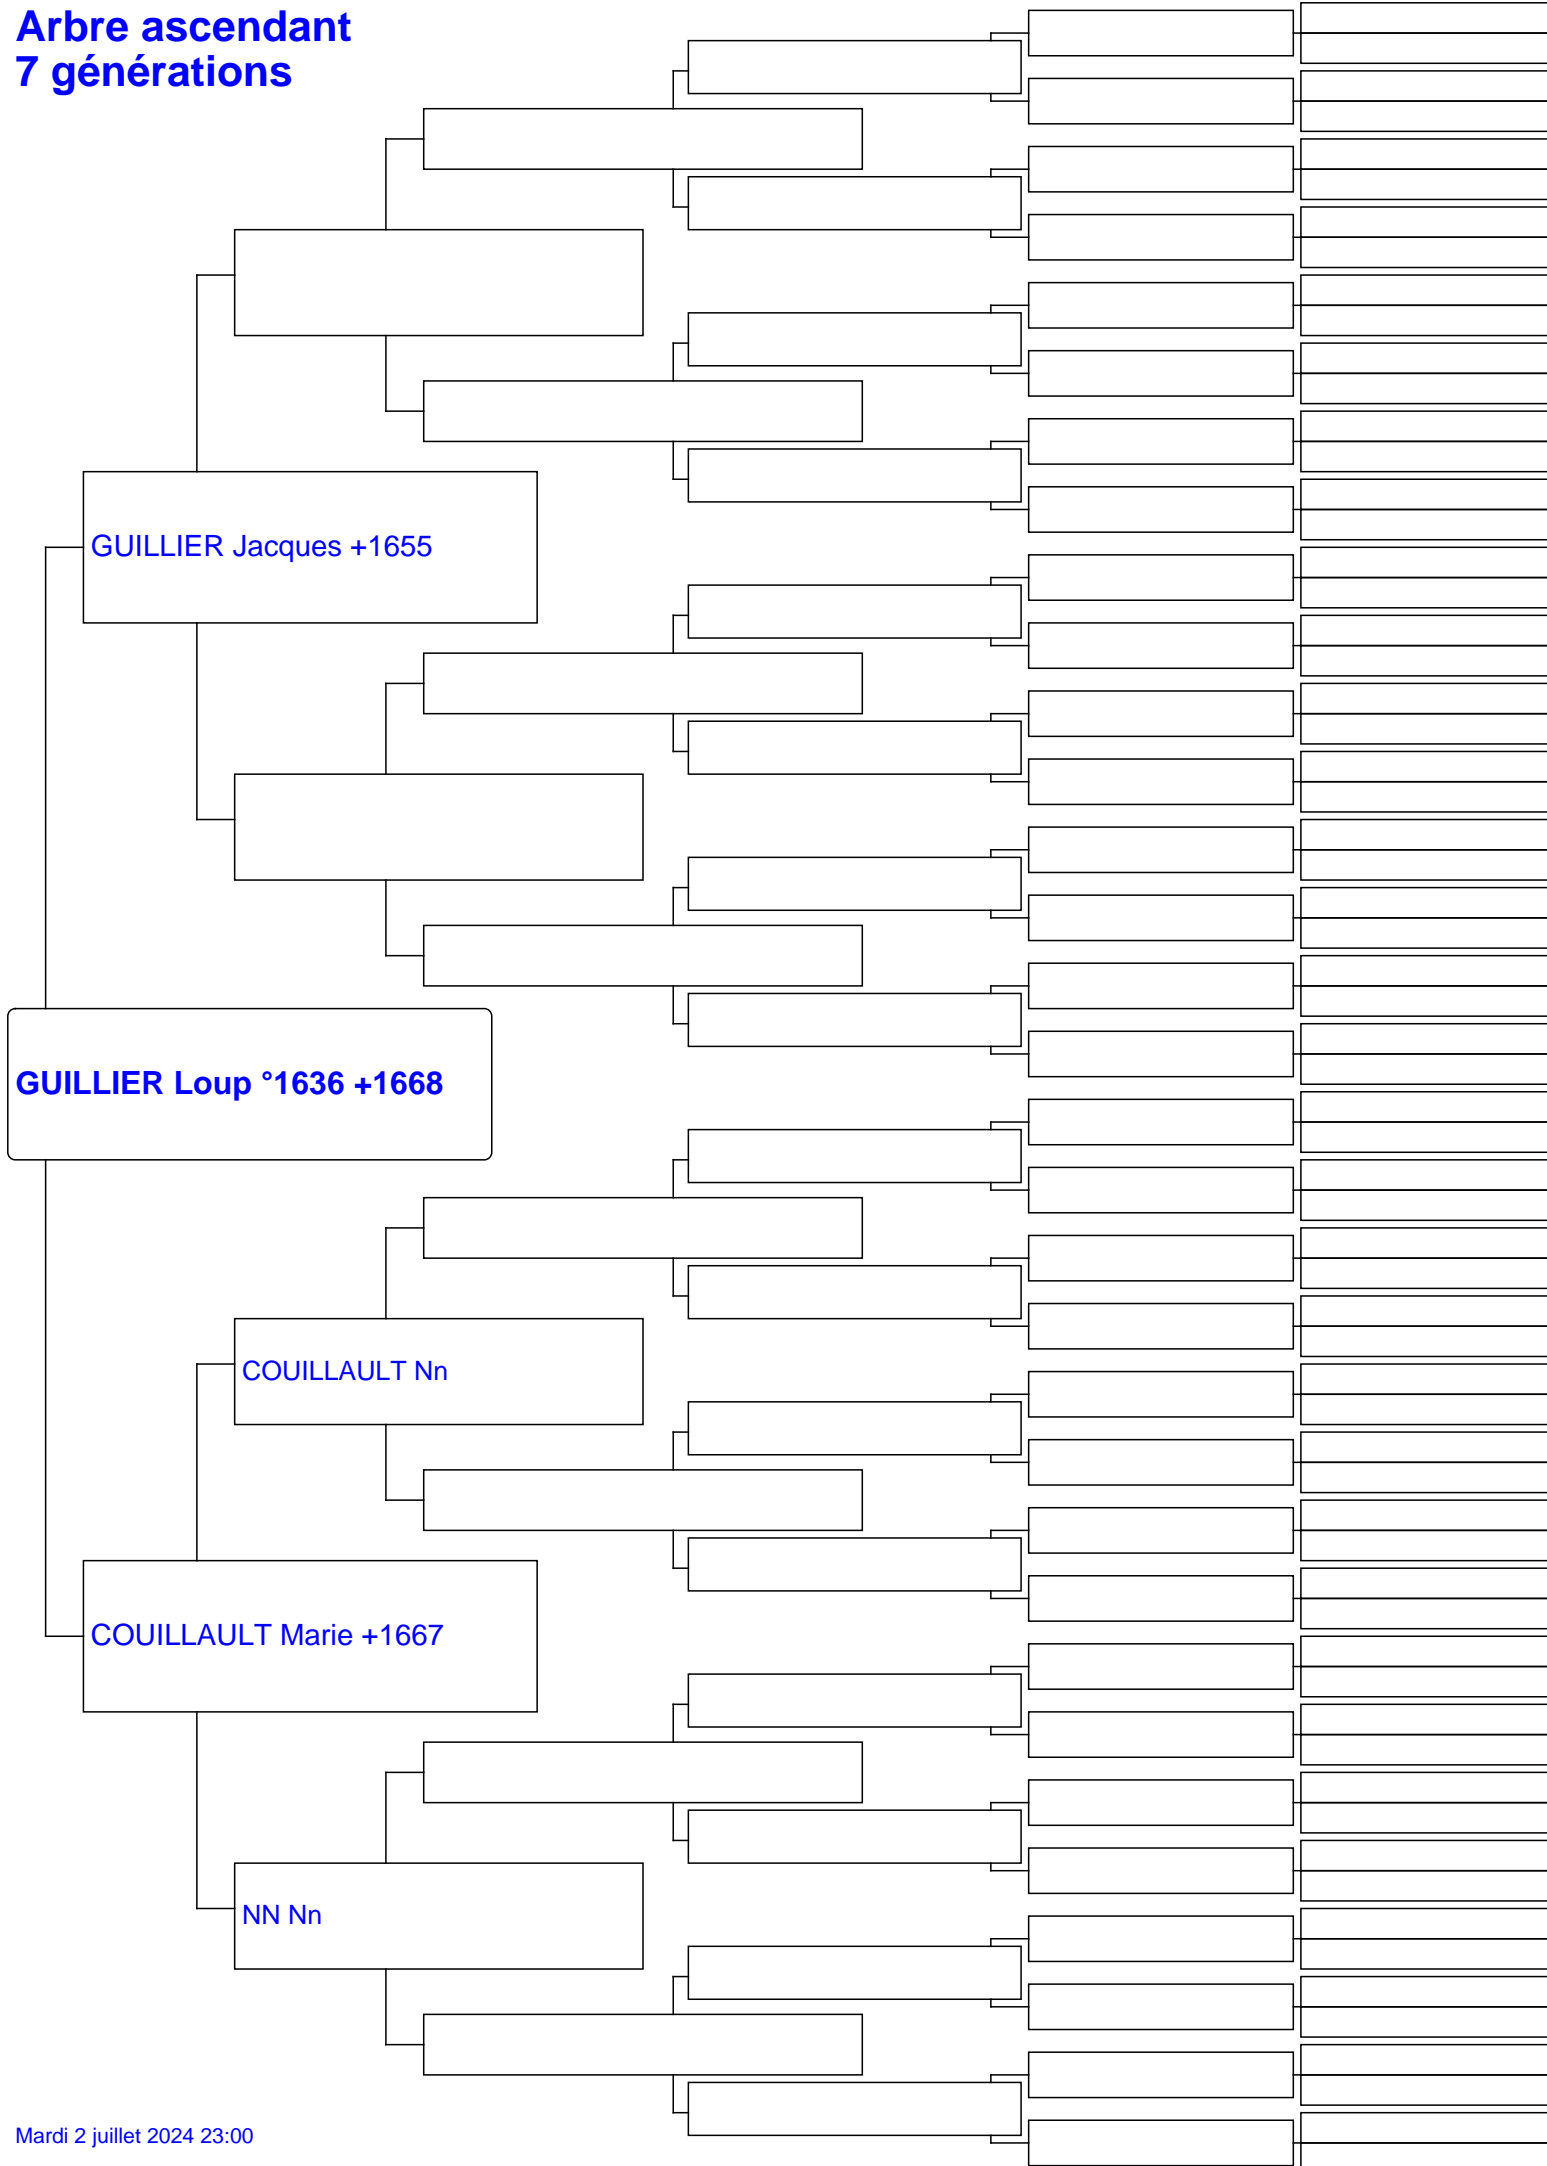 Arbre ascendant
7 générations
GUILLIER Jacques +1655
GUILLIER Loup °1636 +1668
COUILLAULT Nn
COUILLAULT Marie +1667
NN Nn
Mardi 2 juillet 2024 23:00